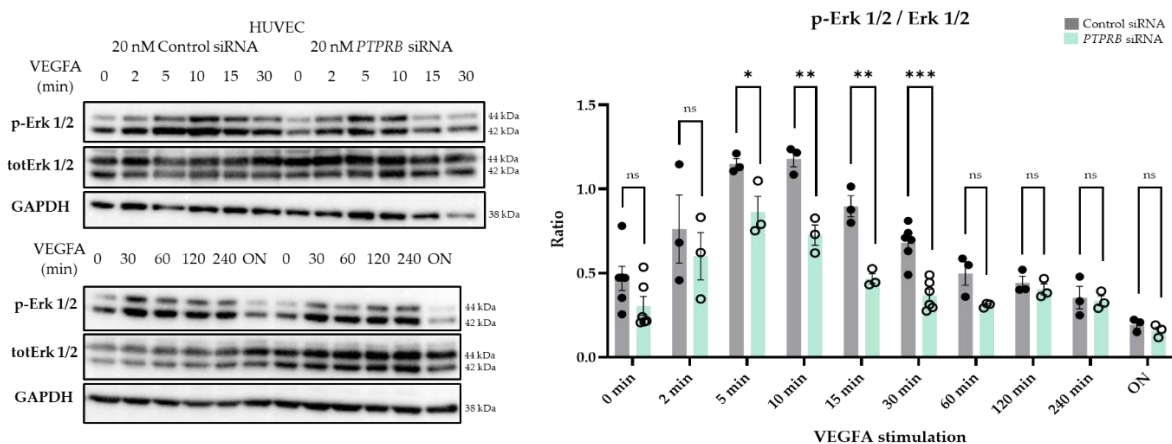 HUVEC
20 nM Control siRNA 20 nM PTPRB siRNA
VEGFA (min) 0 2 5 10 15 30 0 2 5 10 15 30
p-Erk 1/2 44 kDa
42 kDa
totErk 1/2 44 kDa
42 kDa
GAPDH 38 kDa
VEGFA (min) 0 30 60 120 240 ON 0 30 60 120 240 ON
p-Erk 1/2 44 kDa
42 kDa
totErk 1/2 44 kDa
42 kDa
GAPDH 38 kDa
p-Erk 1/2 / Erk 1/2
Control siRNA
PTPRB siRNA
ns ns * ** ** *** ns ns ns ns
1.5
1.0
0.5
0.0
Ratio
0 min 2 min 5 min 10 min 15 min 30 min 60 min 120 min 240 min ON
VEGFA stimulation